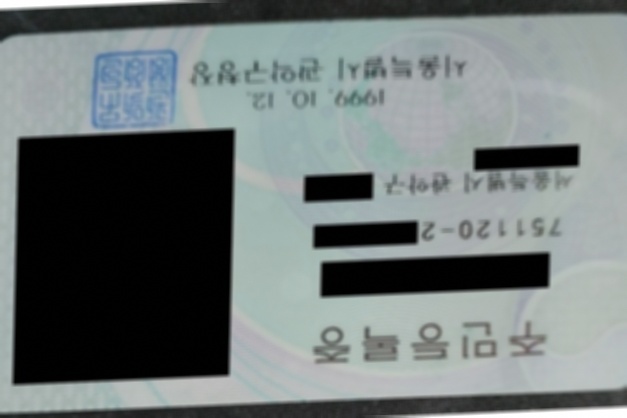 주민등록증
751120-2
서울특별시 관악구
1999. 10. 12.
서울특별시 관악구청장